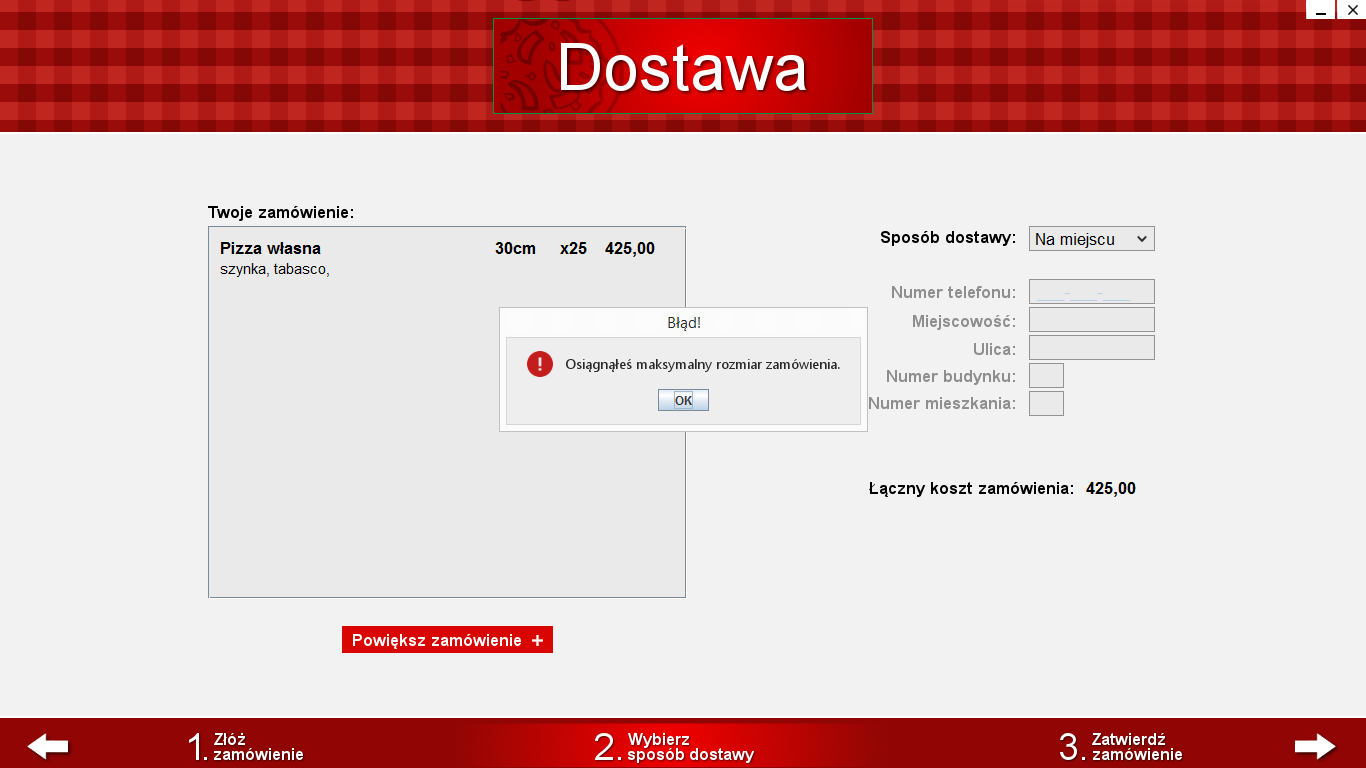 Dostawa
Twoje zamówienie:
Pizza własna 30cm x25 425,00
szynka, tabasco,
Sposób dostawy: Na miejscu
Numer telefonu: ___-___-___
Miejscowość:
Ulica:
Numer budynku:
Numer mieszkania:
Błąd!
Osiągnąłeś maksymalny rozmiar zamówienia.
OK
Łączny koszt zamówienia: 425,00
Powiększ zamówienie +
1. Złóż
zamówienie
2. Wybierz
sposób dostawy
3. Zatwierdź
zamówienie